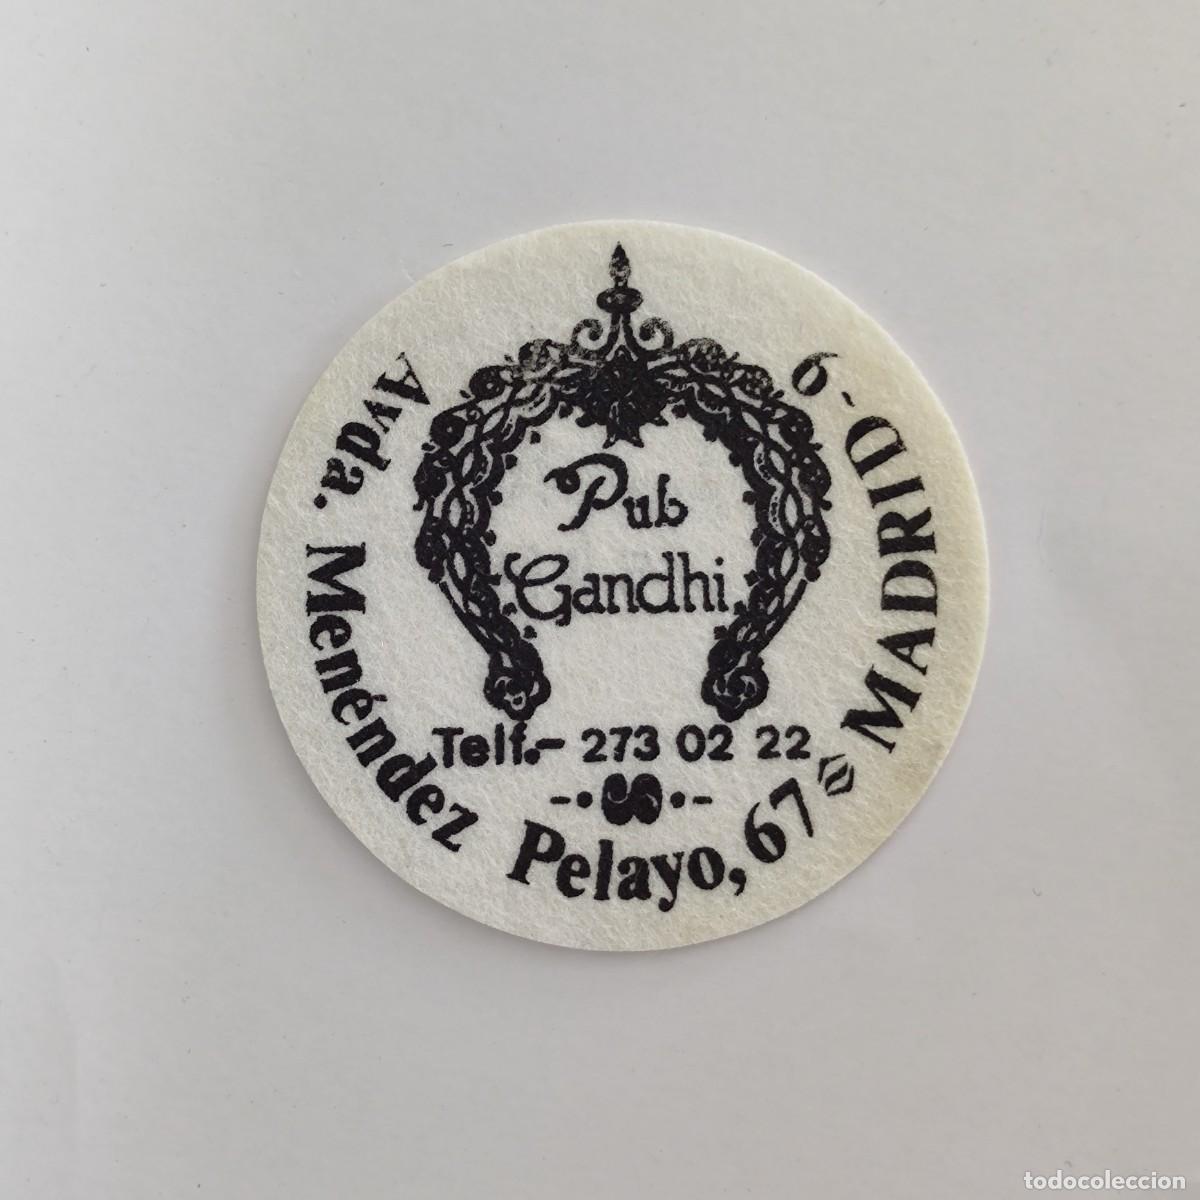 Pub
Gandhi
Telf.- 273 02 22
Avda. Menéndez Pelayo, 67 MADRID-9
todocoleccion